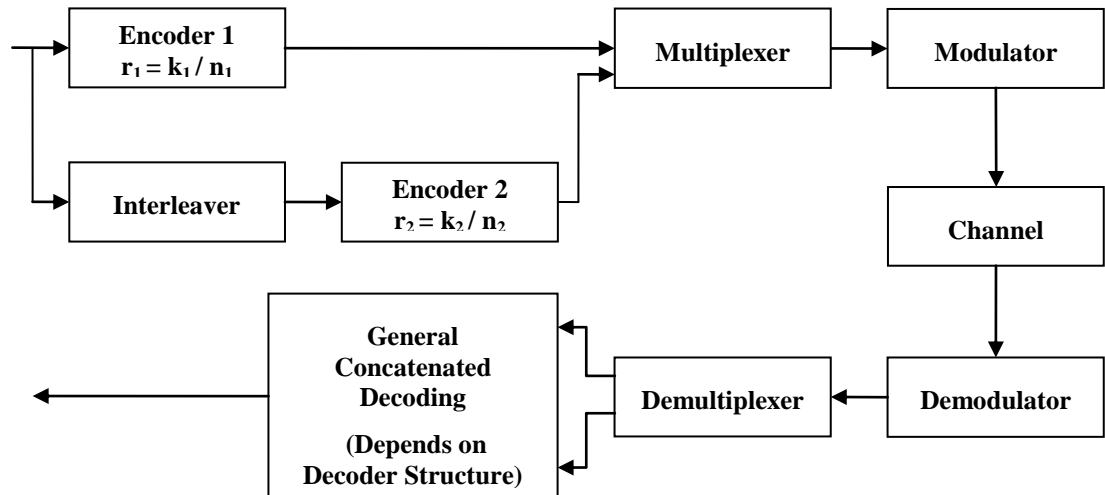 Encoder 1
r₁ = k₁ / n₁
Multiplexer
Modulator
Interleaver
Encoder 2
r₂ = k₂ / n₂
Channel
General
Concatenated
Decoding
(Depends on
Decoder Structure)
Demultiplexer
Demodulator